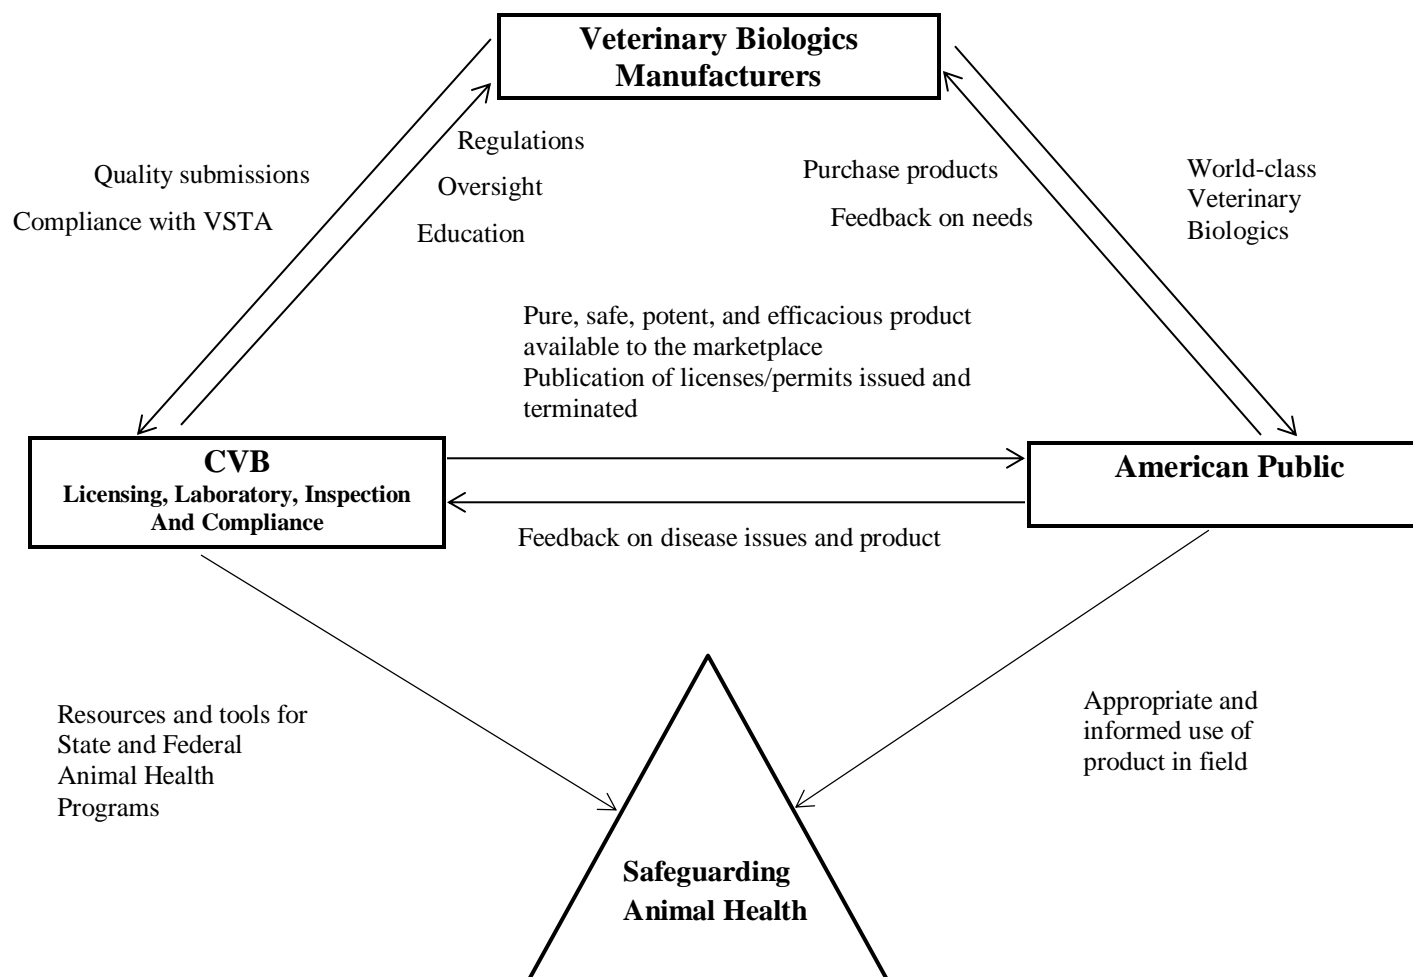 Veterinary Biologics
Manufacturers
Regulations
Quality submissions
Oversight
Compliance with VSTA
Education
Purchase products
Feedback on needs
World-class
Veterinary
Biologics
Pure, safe, potent, and efficacious product
available to the marketplace
Publication of licenses/permits issued and
terminated
CVB
Licensing, Laboratory, Inspection
And Compliance
American Public
Feedback on disease issues and product
Resources and tools for
State and Federal
Animal Health
Programs
Appropriate and
informed use of
product in field
Safeguarding
Animal Health